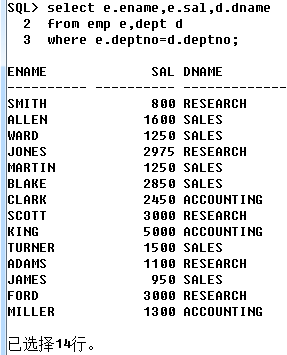 SQL> select e.ename,e.sal,d.dname
  2  from emp e,dept d
  3  where e.deptno=d.deptno;
ENAME             SAL DNAME
---------- ---------- --------------
SMITH             800 RESEARCH
ALLEN            1600 SALES
WARD             1250 SALES
JONES            2975 RESEARCH
MARTIN           1250 SALES
BLAKE            2850 SALES
CLARK            2450 ACCOUNTING
SCOTT            3000 RESEARCH
KING             5000 ACCOUNTING
TURNER           1500 SALES
ADAMS            1100 RESEARCH
JAMES             950 SALES
FORD             3000 RESEARCH
MILLER           1300 ACCOUNTING
已选择14行。